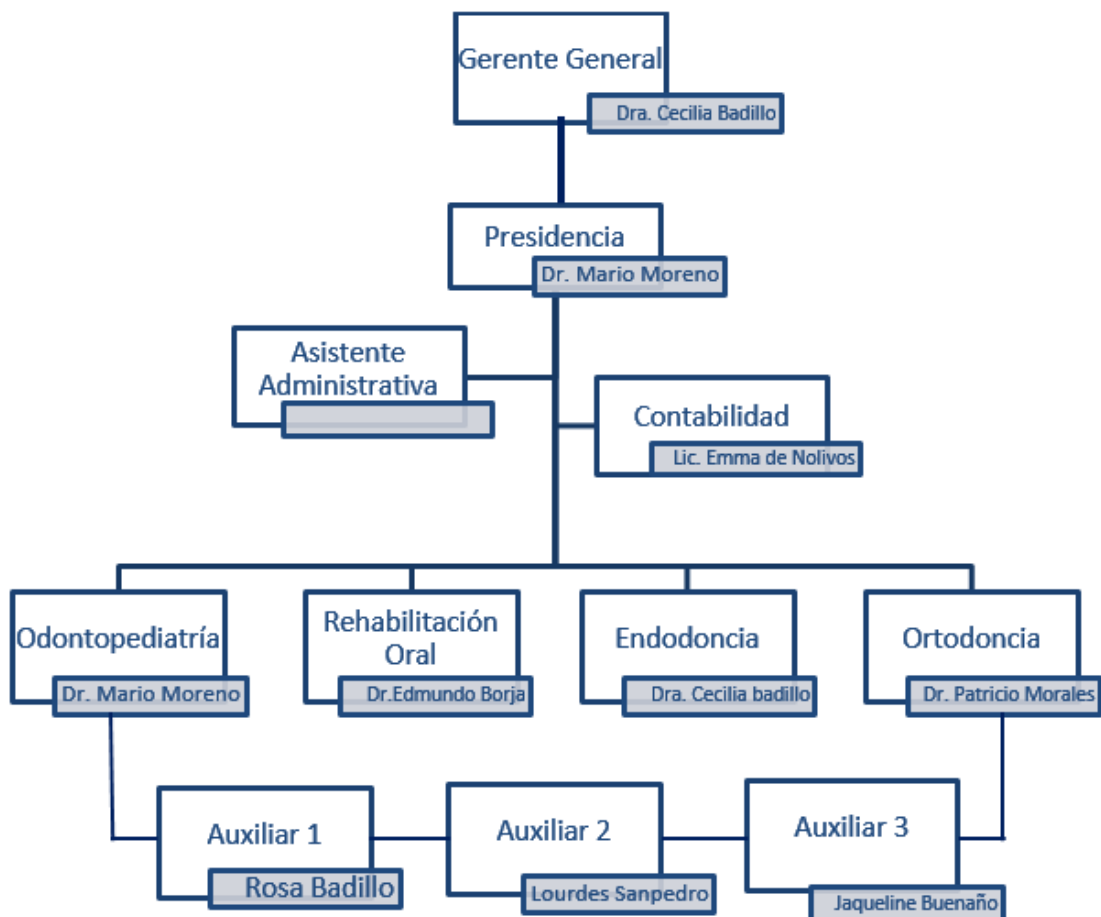 Gerente General
Dra. Cecilia Badillo
Presidencia
Dr. Mario Moreno
Asistente
Administrativa
Contabilidad
Lic. Emma de Nolivos
Odontopediatría
Dr. Mario Moreno
Rehabilitación
Oral
Dr.Edmundo Borja
Endodoncia
Dra. Cecilia badillo
Ortodoncia
Dr. Patricio Morales
Auxiliar 1
Rosa Badillo
Auxiliar 2
Lourdes Sanpedro
Auxiliar 3
Jaqueline Buenaño